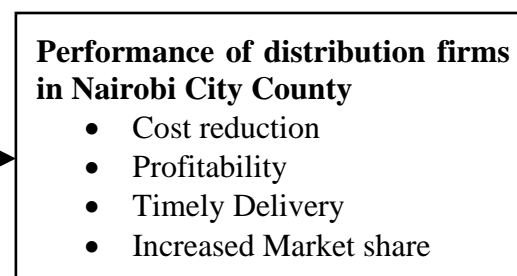 Performance of distribution firms
in Nairobi City County
• Cost reduction
• Profitability
• Timely Delivery
• Increased Market share